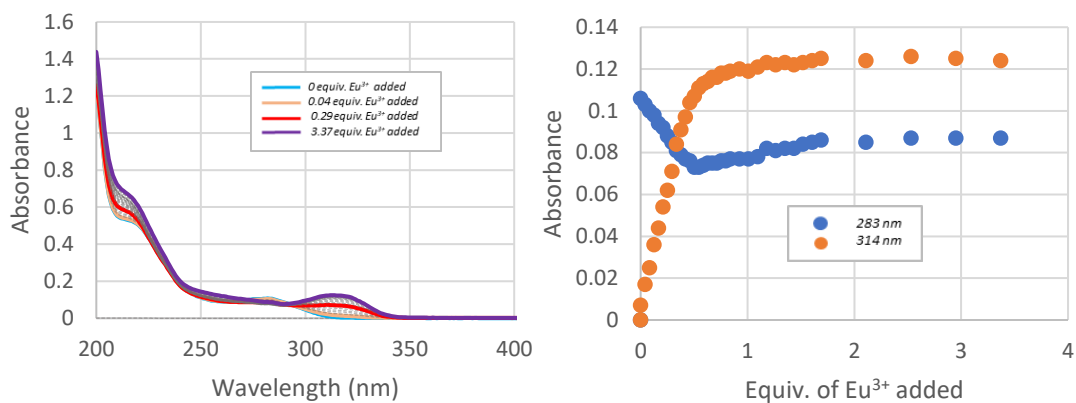 1.6
1.4
1.2
1
0.8
0.6
0.4
0.2
0
Absorbance
0 equiv. Eu³⁺ added
0.04 equiv. Eu³⁺ added
0.29 equiv. Eu³⁺ added
3.37 equiv. Eu³⁺ added
200 250 300 350 400
Wavelength (nm)
0.14
0.12
0.1
0.08
0.06
0.04
0.02
0
Absorbance
283 nm
314 nm
0 1 2 3 4
Equiv. of Eu³⁺ added